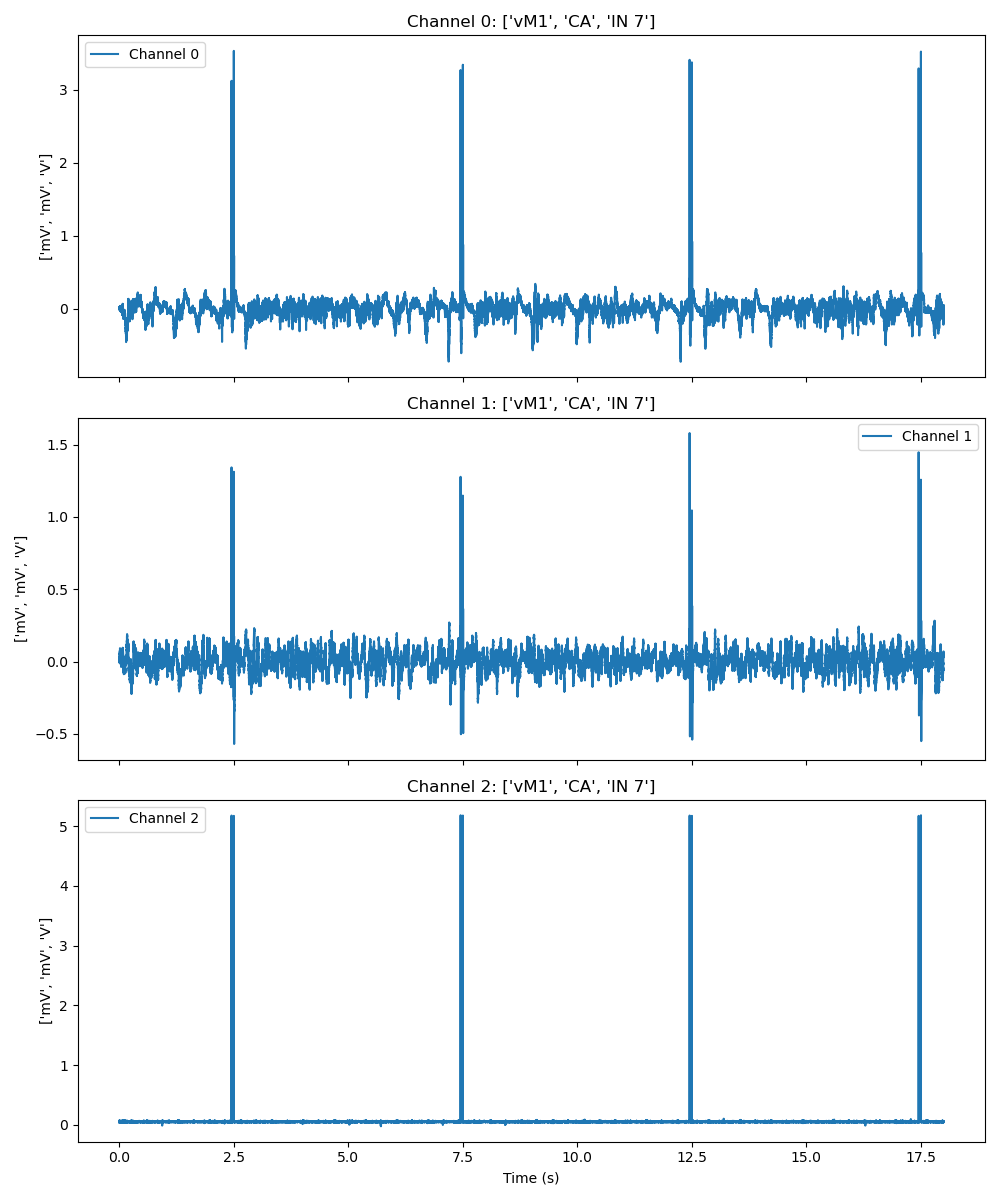 Channel 0: ['vM1', 'CA', 'IN 7']
Channel 0
3
2
1
0
['mV', 'mV', 'V']
Channel 1: ['vM1', 'CA', 'IN 7']
Channel 1
1.5
1.0
0.5
0.0
−0.5
['mV', 'mV', 'V']
Channel 2: ['vM1', 'CA', 'IN 7']
Channel 2
5
4
3
2
1
0
['mV', 'mV', 'V']
0.0 2.5 5.0 7.5 10.0 12.5 15.0 17.5
Time (s)